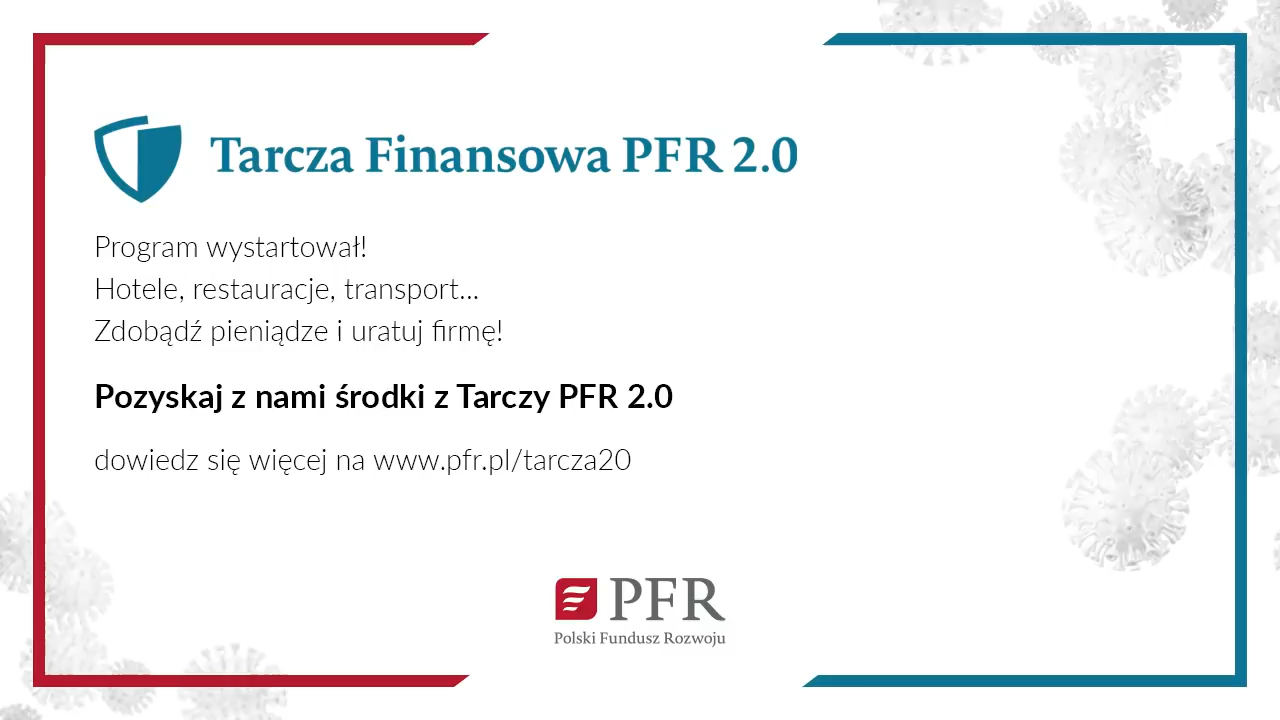 Tarcza Finansowa PFR 2.0
Program wystartował!
Hotele, restauracje, transport...
Zdobądź pieniądze i uratuj firmę!
Pozyskaj z nami środki z Tarczy PFR 2.0
dowiedz się więcej na www.pfr.pl/tarcza20
PFR
Polski Fundusz Rozwoju